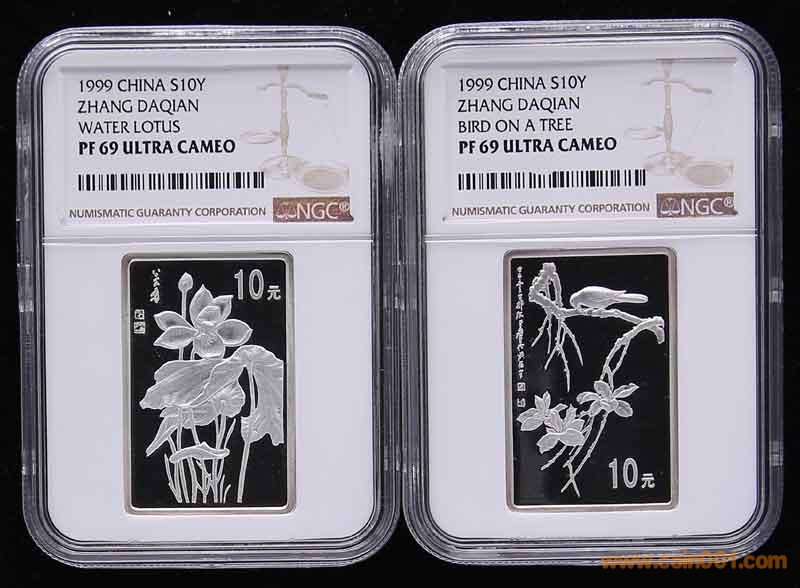 1999 CHINA S10Y
ZHANG DAQIAN
WATER LOTUS
PF 69 ULTRA CAMEO
NUMISMATIC GUARANTY CORPORATION NGC®
10元
1999 CHINA S10Y
ZHANG DAQIAN
BIRD ON A TREE
PF 69 ULTRA CAMEO
NUMISMATIC GUARANTY CORPORATION NGC®
10元
www.coin001.com